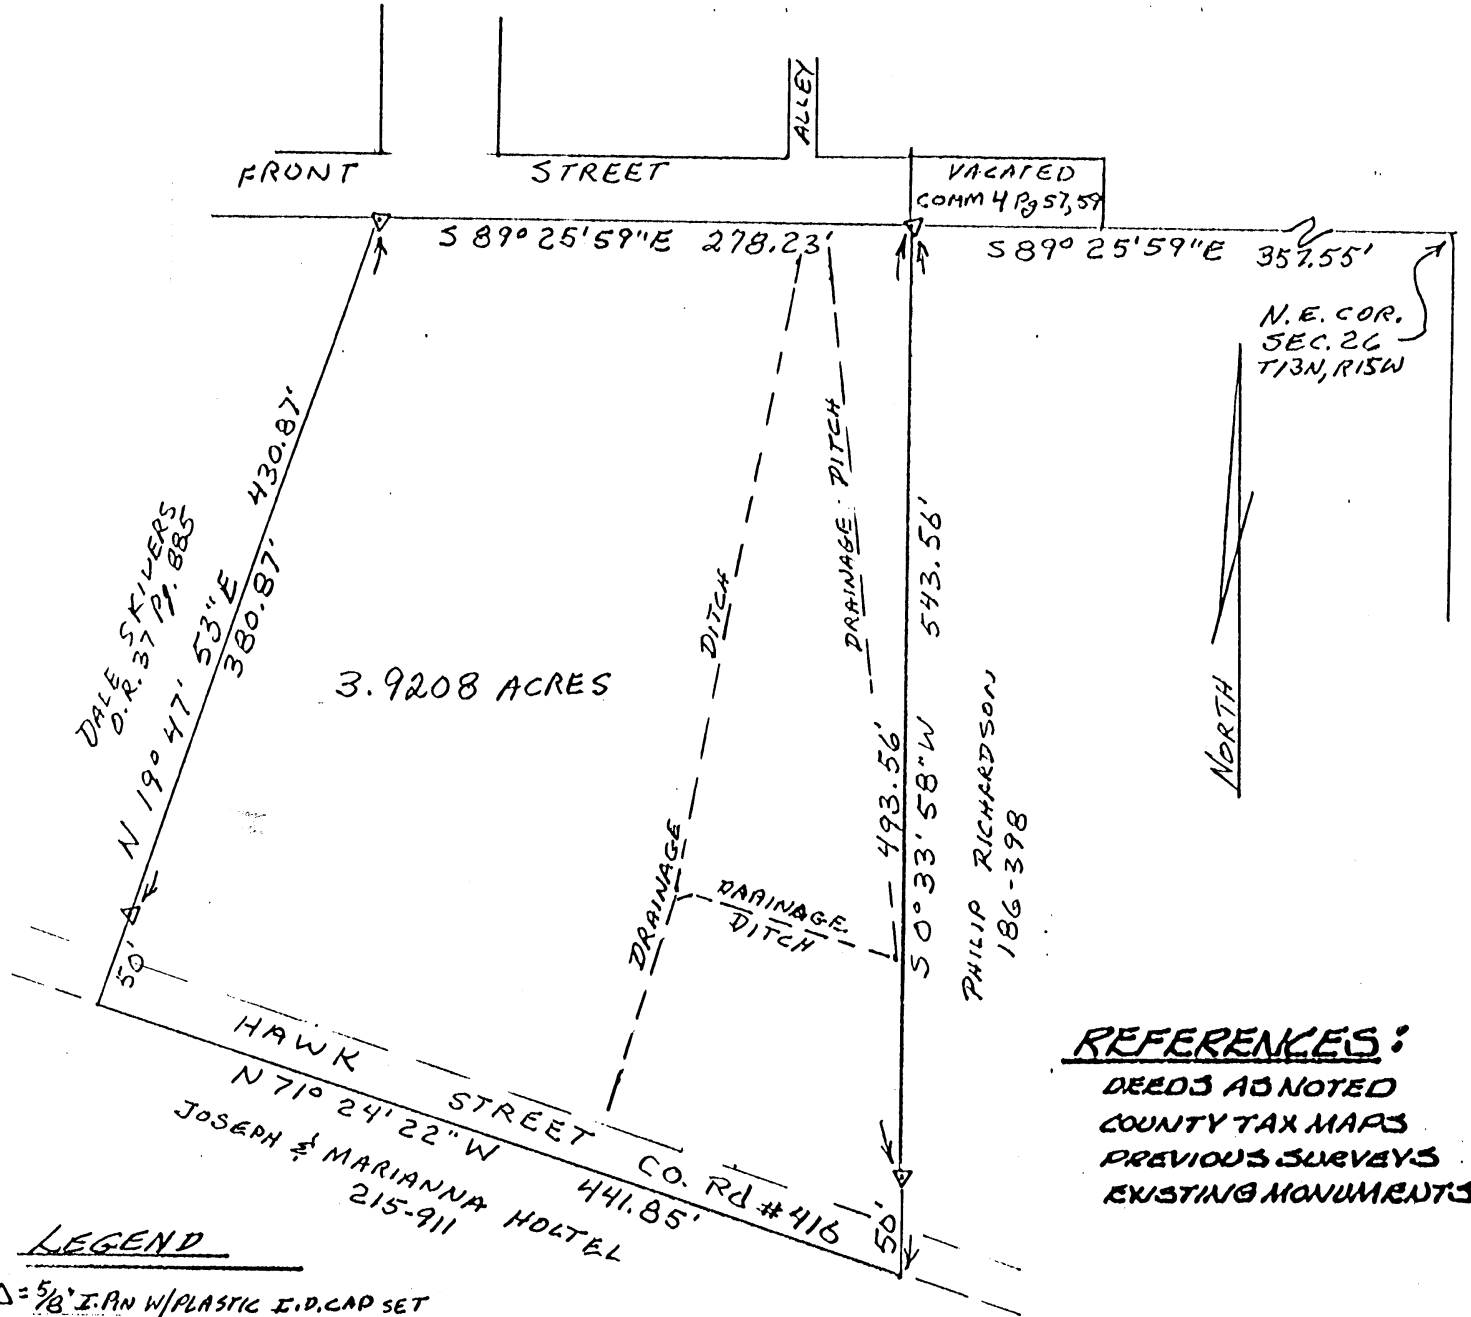 ALLEY
FRONT STREET
VACATED
COMM 4 Pg 57,59
S 89° 25' 59" E 278.23'
S 89° 25' 59" E 357.55'
N.E. COR.
SEC. 26
T13N, R15W
DALE SKIVERS
O.R. 37 Pg. 885
N 19° 47' 53" E 430.87'
380.87'
3.9208 ACRES
DRAINAGE DITCH
DRAINAGE DITCH
DRAINAGE
DITCH
543.56'
493.56'
S 0° 33' 58" W
PHILIP RICHARDSON
186-398
NORTH
50'
HAWK STREET CO. Rd #416
50'
N 71° 24' 22" W 441.85'
JOSEPH & MARIANNA HOLTEL
215-911
REFERENCES:
DEEDS AS NOTED
COUNTY TAX MAPS
PREVIOUS SURVEYS
EXISTING MONUMENTS
LEGEND
△ = 5/8" I. PIN W/PLASTIC I.D. CAP SET